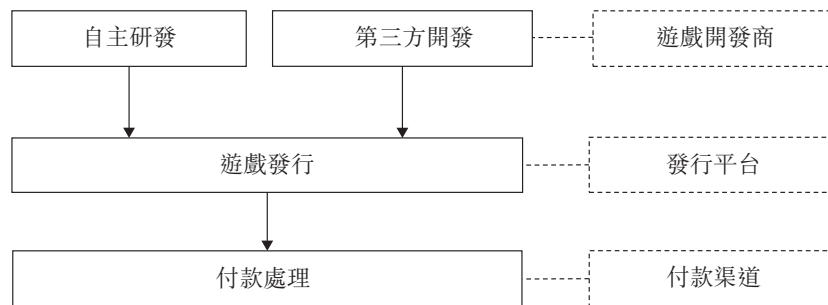 自主研發
第三方開發
遊戲開發商
遊戲發行
發行平台
付款處理
付款渠道